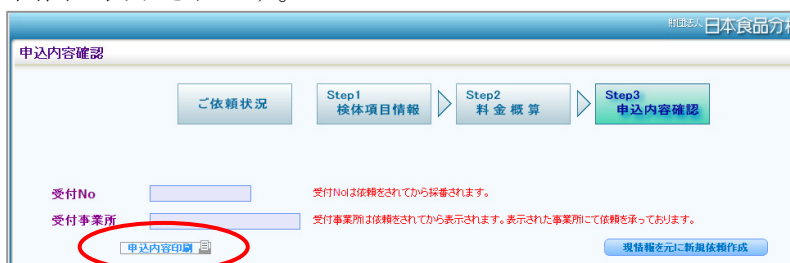 財団法人 日本食品分析
申込内容確認
ご依頼状況
Step1
検体項目情報
Step2
料金概算
Step3
申込内容確認
受付No
受付Noは依頼をされてから採番されます。
受付事業所
受付事業所は依頼をされてから表示されます。表示された事業所にて依頼を承っております。
申込内容印刷
現情報を元に新規依頼作成